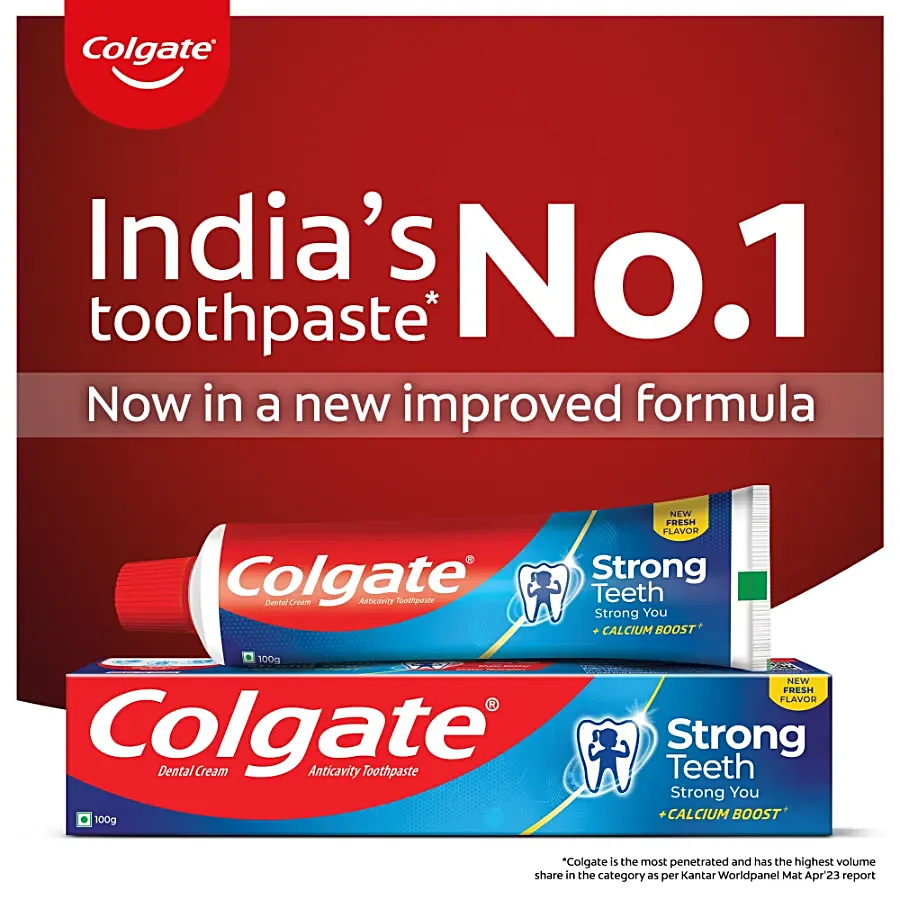 Colgate®
India's
toothpaste*
No.1
Now in a new improved formula
NEW
FRESH
FLAVOR
Colgate®
Dental Cream Anticavity Toothpaste
Strong
Teeth
Strong You
+ CALCIUM BOOST†
100g
NEW
FRESH
FLAVOR
Colgate®
Dental Cream Anticavity Toothpaste
Strong
Teeth
Strong You
+CALCIUM BOOST†
100g
*Colgate is the most penetrated and has the highest volume
share in the category as per Kantar Worldpanel Mat Apr'23 report